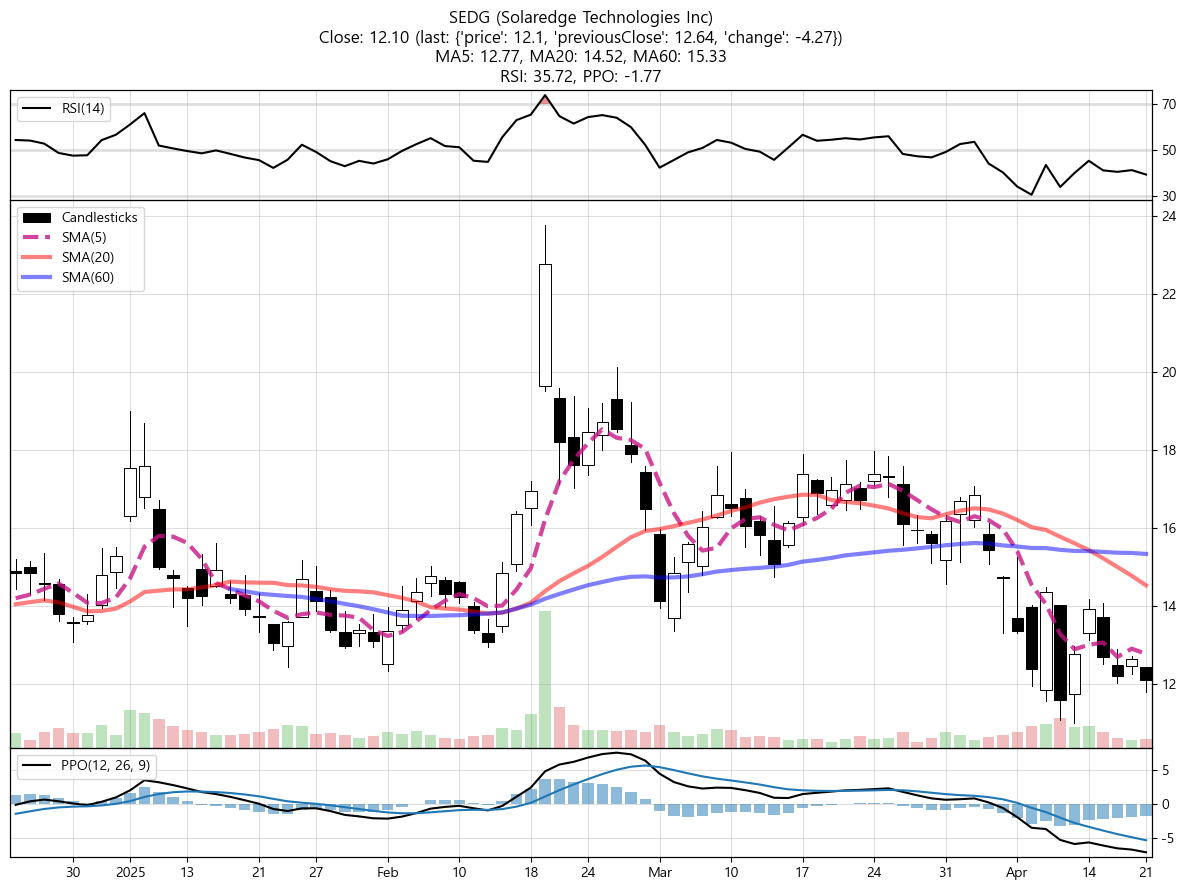 SEDG (Solaredge Technologies Inc)
Close: 12.10 (last: {'price': 12.1, 'previousClose': 12.64, 'change': -4.27})
MA5: 12.77, MA20: 14.52, MA60: 15.33
RSI: 35.72, PPO: -1.77
RSI(14)
70
50
30
Candlesticks
SMA(5)
SMA(20)
SMA(60)
24
22
20
18
16
14
12
PPO(12, 26, 9)
5
0
-5
30 2025 13 21 27 Feb 10 18 24 Mar 10 17 24 31 Apr 14 21